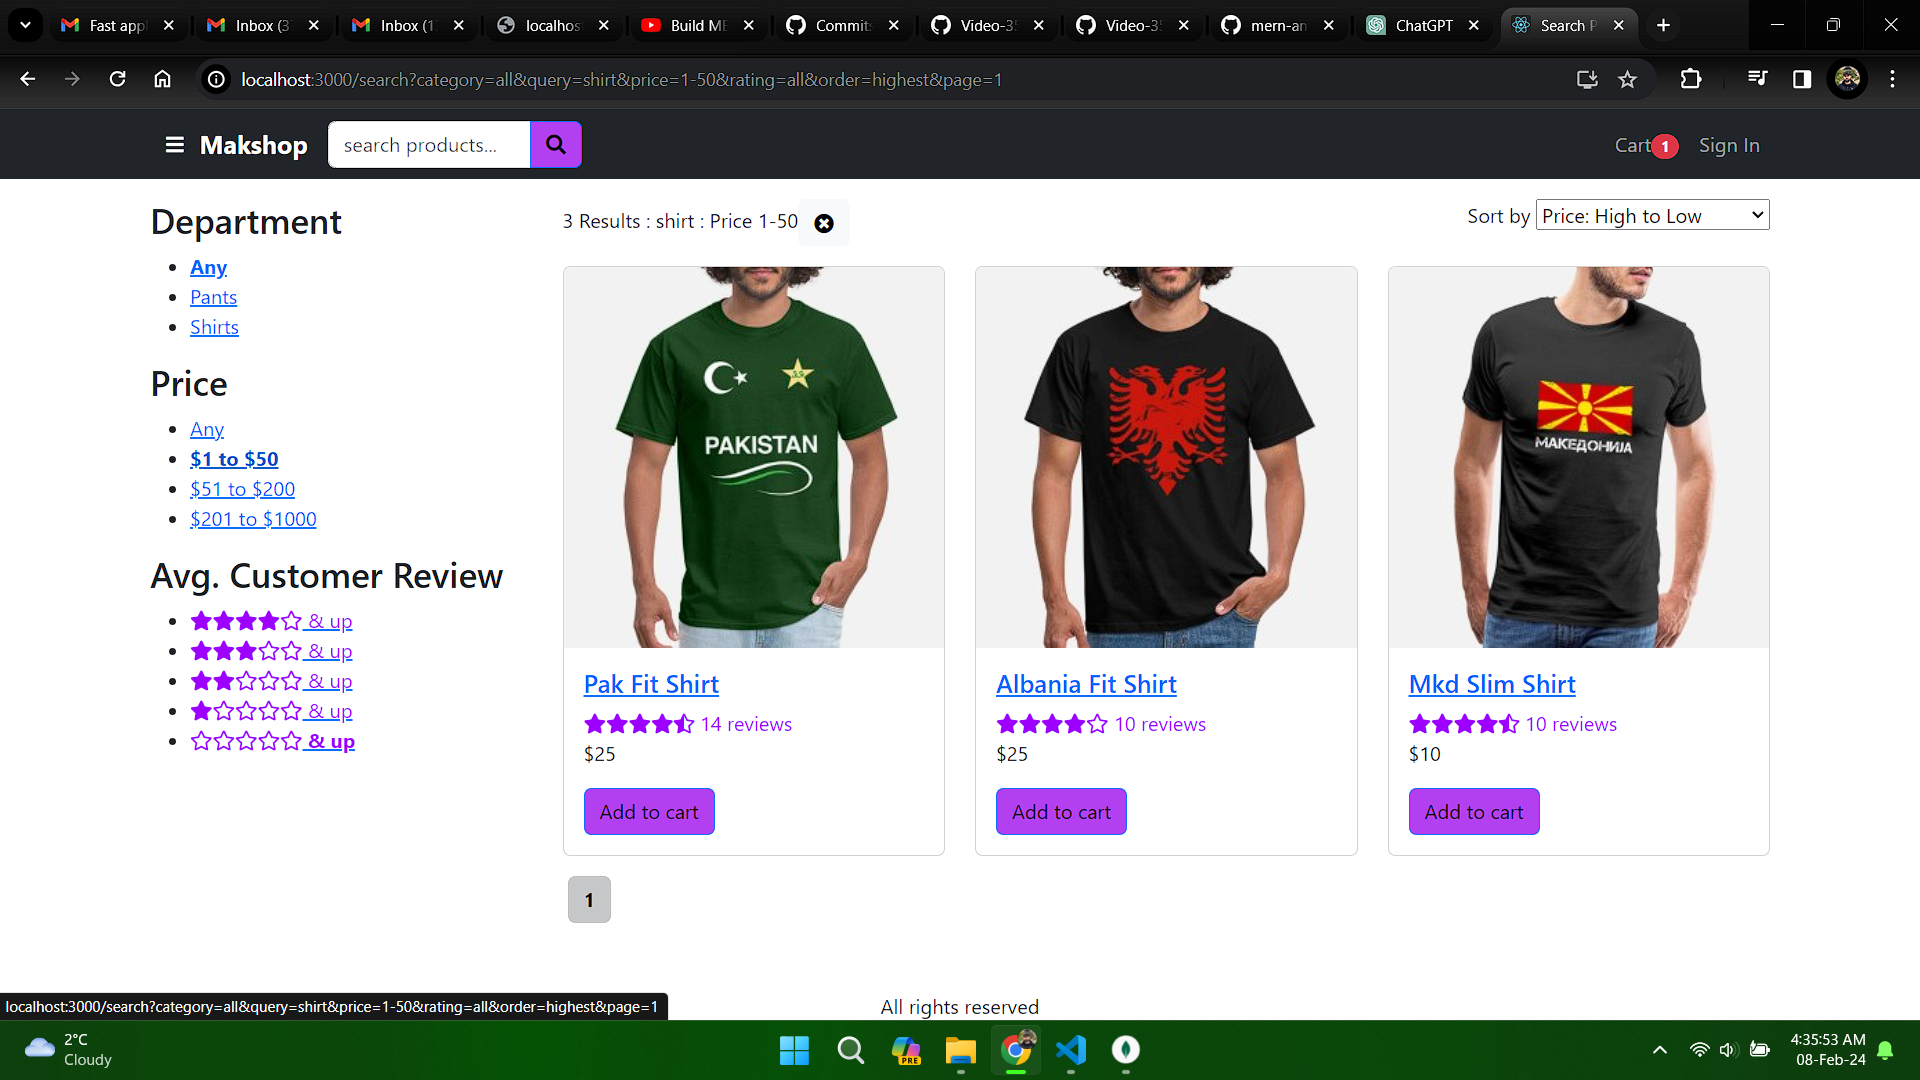 Fast appl
Inbox (3
Inbox (1
localhos
Build ME
Commits
Video-3
Video-3
mern-an
ChatGPT
Search P
localhost:3000/search?category=all&query=shirt&price=1-50&rating=all&order=highest&page=1
Makshop
search products...
Cart 1
Sign In
Department
Any
Pants
Shirts
Price
Any
$1 to $50
$51 to $200
$201 to $1000
Avg. Customer Review
& up
& up
& up
& up
& up
3 Results : shirt : Price 1-50
Sort by Price: High to Low
PAKISTAN
МАКЕДОНИЈА
Pak Fit Shirt
14 reviews
$25
Add to cart
Albania Fit Shirt
10 reviews
$25
Add to cart
Mkd Slim Shirt
10 reviews
$10
Add to cart
1
All rights reserved
localhost:3000/search?category=all&query=shirt&price=1-50&rating=all&order=highest&page=1
2°C
Cloudy
PRE
4:35:53 AM
08-Feb-24